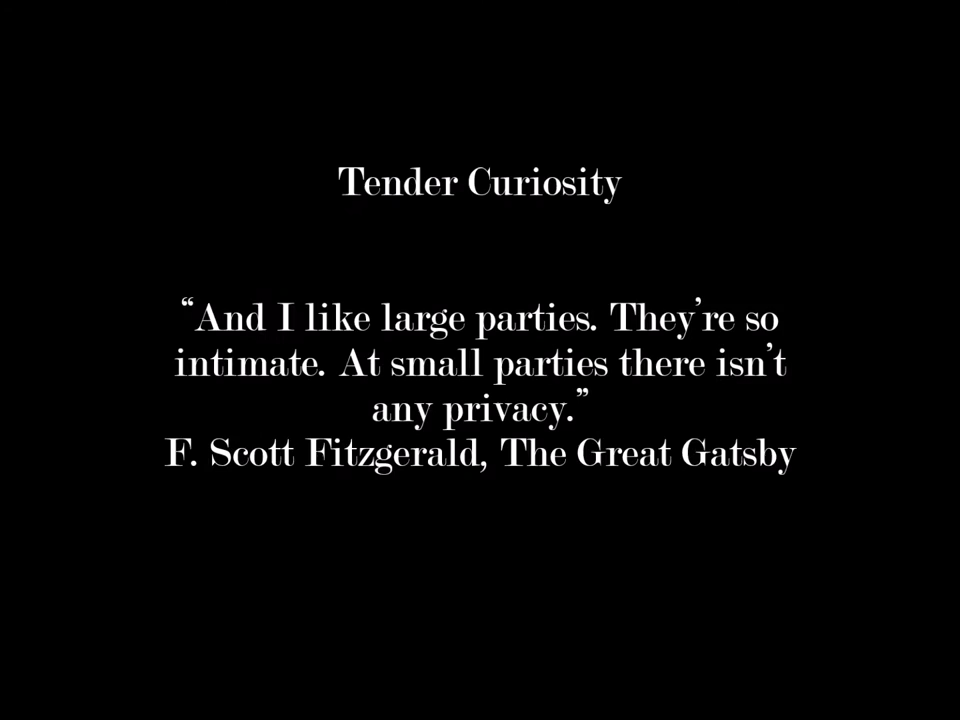 Tender Curiosity
“And I like large parties. They’re so
intimate. At small parties there isn’t
any privacy.”
F. Scott Fitzgerald, The Great Gatsby